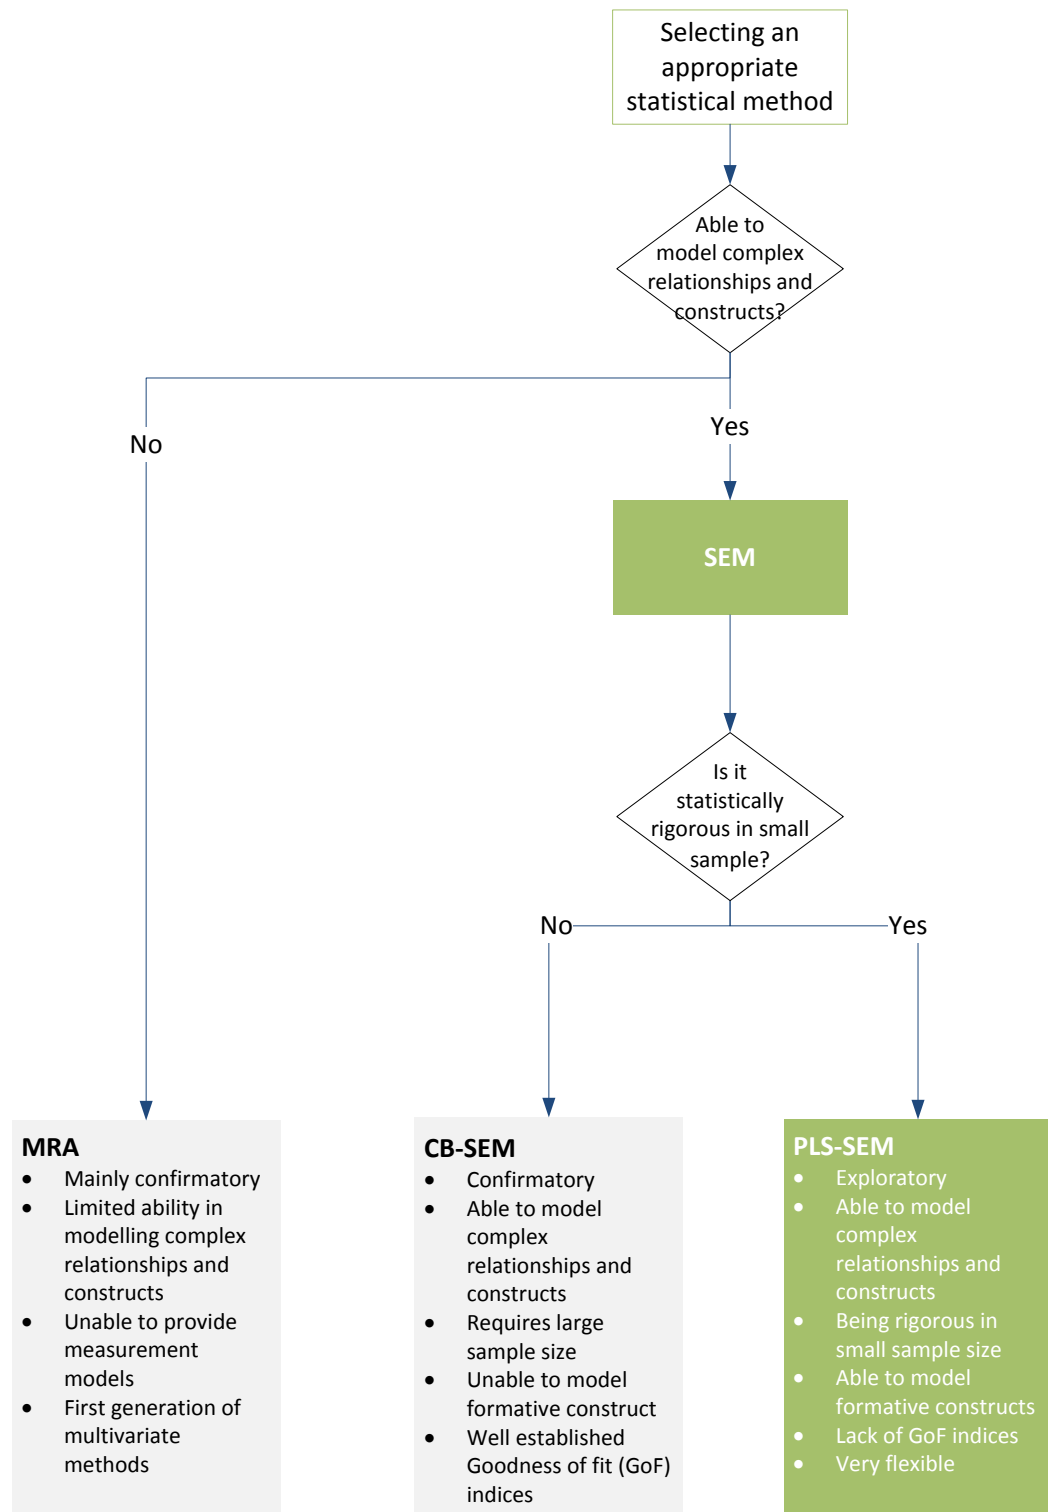 Selecting an
appropriate
statistical method
Able to
model complex
relationships and
constructs?
No
Yes
SEM
Is it
statistically
rigorous in small
sample?
No
Yes
MRA
• Mainly confirmatory
• Limited ability in
modelling complex
relationships and
constructs
• Unable to provide
measurement
models
• First generation of
multivariate
methods
CB-SEM
• Confirmatory
• Able to model
complex
relationships and
constructs
• Requires large
sample size
• Unable to model
formative construct
• Well established
Goodness of fit (GoF)
indices
PLS-SEM
• Exploratory
• Able to model
complex
relationships and
constructs
• Being rigorous in
small sample size
• Able to model
formative constructs
• Lack of GoF indices
• Very flexible